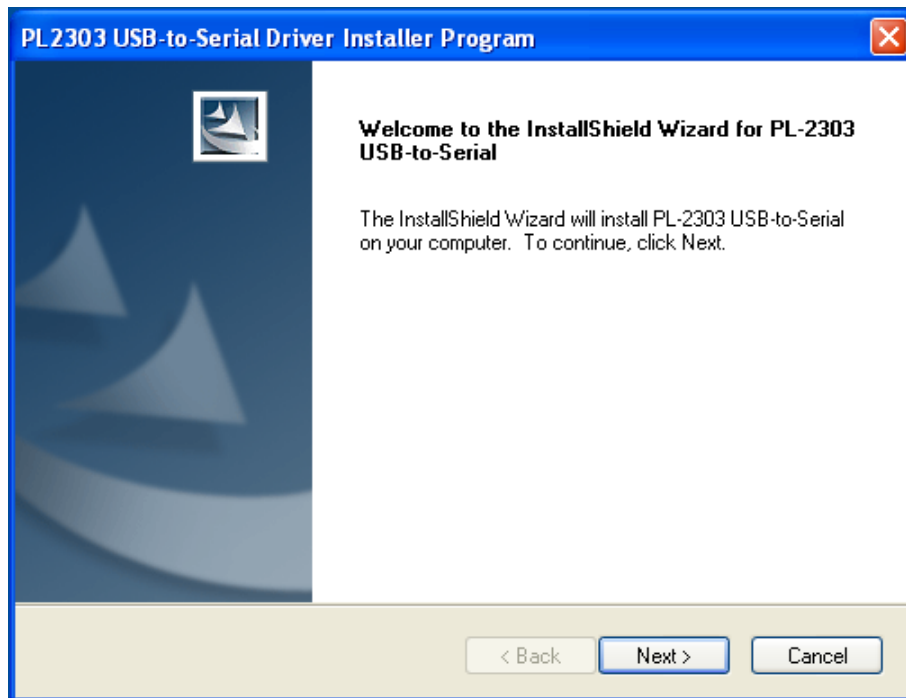 PL2303 USB-to-Serial Driver Installer Program
Welcome to the InstallShield Wizard for PL-2303
USB-to-Serial
The InstallShield Wizard will install PL-2303 USB-to-Serial
on your computer.  To continue, click Next.
< Back
Next >
Cancel